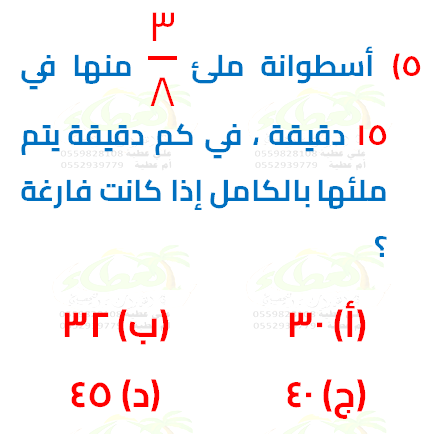 ٥) أسطوانة ملئ ٣/٨ منها في
١٥ دقيقة ، في كم دقيقة يتم
ملئها بالكامل إذا كانت فارغة
؟
(أ) ٣٠ (ب) ٣٢
(ج) ٤٠ (د) ٤٥